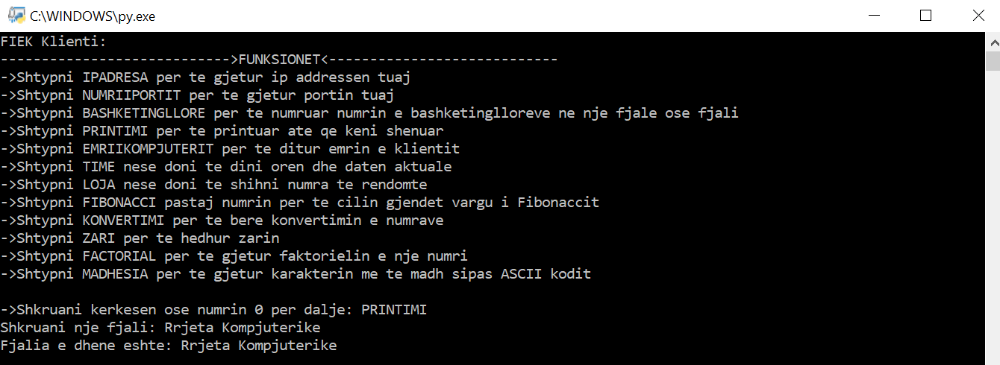 C:\WINDOWS\py.exe
FIEK Klienti:
---------------------------->FUNKSIONET<----------------------------
->Shtypni IPADRESA per te gjetur ip addressen tuaj
->Shtypni NUMRIIPORTIT per te gjetur portin tuaj
->Shtypni BASHKETINGLLORE per te numruar numrin e bashketinglloreve ne nje fjale ose fjali
->Shtypni PRINTIMI per te printuar ate qe keni shenuar
->Shtypni EMRIIKOMPJUTERIT per te ditur emrin e klientit
->Shtypni TIME nese doni te dini oren dhe daten aktuale
->Shtypni LOJA nese doni te shihni numra te rendomte
->Shtypni FIBONACCI pastaj numrin per te cilin gjendet vargu i Fibonaccit
->Shtypni KONVERTIMI per te bere konvertimin e numrave
->Shtypni ZARI per te hedhur zarin
->Shtypni FACTORIAL per te gjetur faktorielin e nje numri
->Shtypni MADHESIA per te gjetur karakterin me te madh sipas ASCII kodit
->Shkruani kerkesen ose numrin 0 per dalje: PRINTIMI
Shkruani nje fjali: Rrjeta Kompjuterike
Fjalia e dhene eshte: Rrjeta Kompjuterike